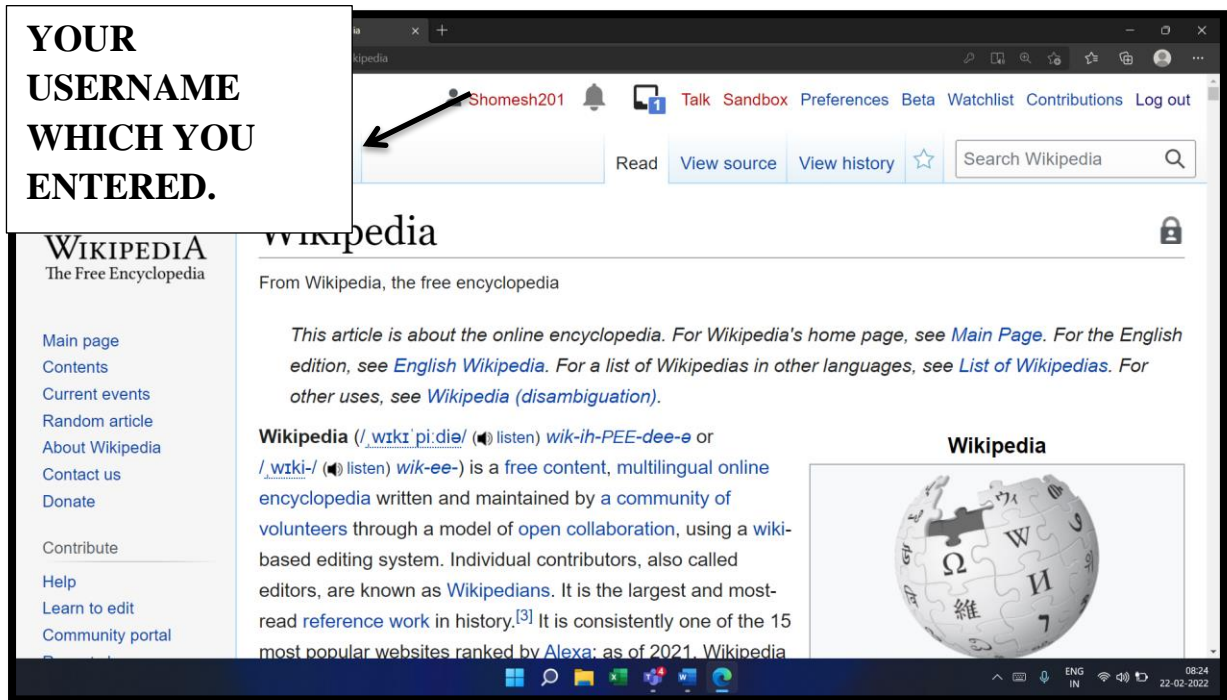 YOUR
USERNAME
WHICH YOU
ENTERED.
ia
kipedia
Shomesh201 1 Talk Sandbox Preferences Beta Watchlist Contributions Log out
Read View source View history Search Wikipedia
WIKIPEDIA
The Free Encyclopedia
Main page
Contents
Current events
Random article
About Wikipedia
Contact us
Donate
Contribute
Help
Learn to edit
Community portal
Wikipedia
From Wikipedia, the free encyclopedia
This article is about the online encyclopedia. For Wikipedia's home page, see Main Page. For the English
edition, see English Wikipedia. For a list of Wikipedias in other languages, see List of Wikipedias. For
other uses, see Wikipedia (disambiguation).
Wikipedia (/ˌwɪkɪˈpiːdiə/ (listen) wik-ih-PEE-dee-ə or
/ˌwɪki-/ (listen) wik-ee-) is a free content, multilingual online
encyclopedia written and maintained by a community of
volunteers through a model of open collaboration, using a wiki-
based editing system. Individual contributors, also called
editors, are known as Wikipedians. It is the largest and most-
read reference work in history.[3] It is consistently one of the 15
most popular websites ranked by Alexa; as of 2021, Wikipedia
Wikipedia
ウィ
W
Ω
И
維
7
ENG
IN
08:24
22-02-2022